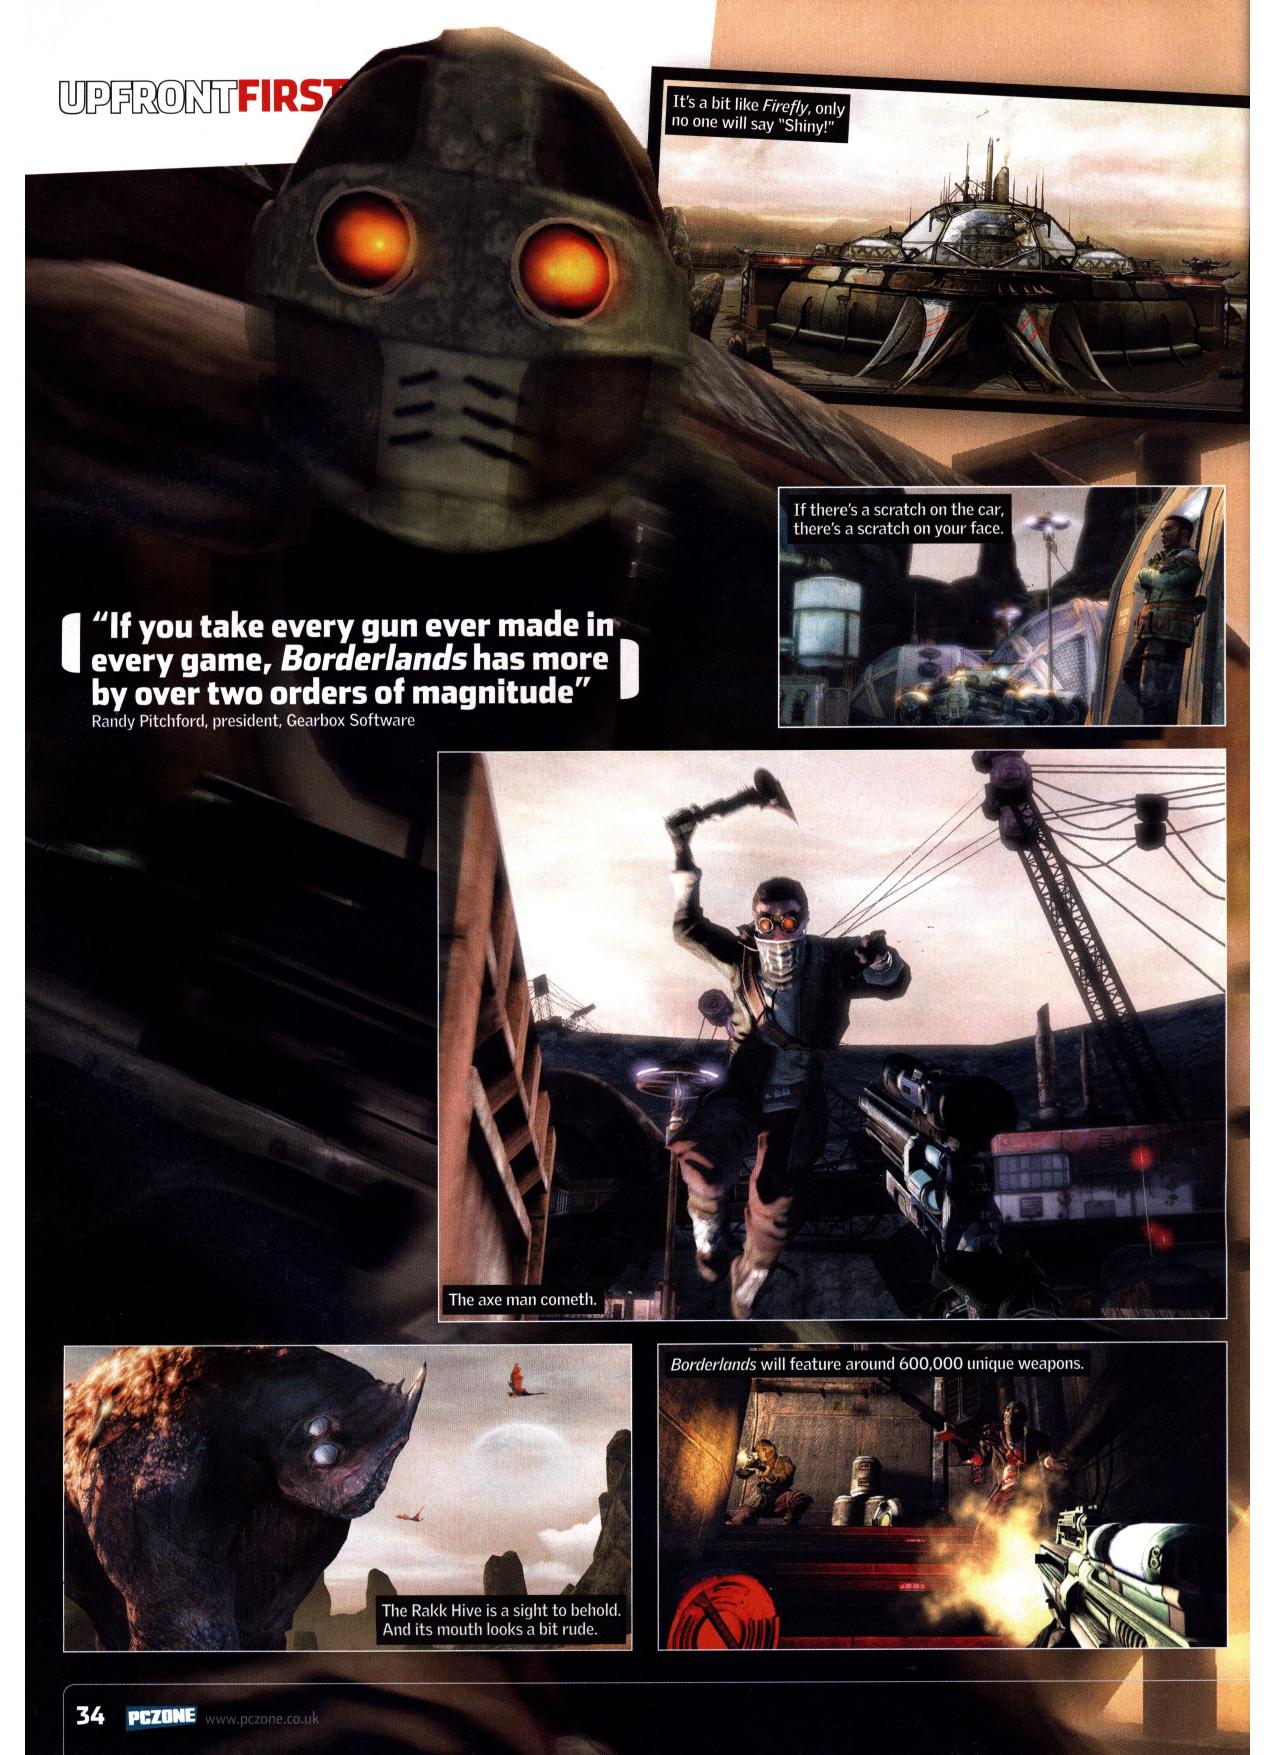 UPFRONTFIRST
It's a bit like Firefly, only
no one will say "Shiny!"
If there's a scratch on the car,
there's a scratch on your face.
"If you take every gun ever made in
every game, Borderlands has more
by over two orders of magnitude"
Randy Pitchford, president, Gearbox Software
The axe man cometh.
Borderlands will feature around 600,000 unique weapons.
The Rakk Hive is a sight to behold.
And its mouth looks a bit rude.
34 PCZONE www.pczone.co.uk